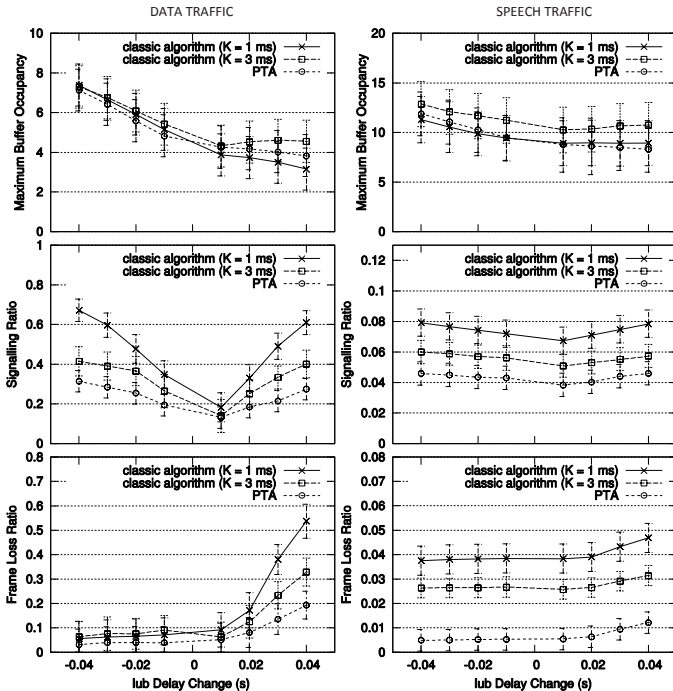 DATA TRAFFIC
SPEECH TRAFFIC
Maximum Buffer Occupancy
10
8
6
4
2
0
classic algorithm (K = 1 ms)
classic algorithm (K = 3 ms)
PTA
Maximum Buffer Occupancy
20
15
10
5
0
classic algorithm (K = 1 ms)
classic algorithm (K = 3 ms)
PTA
Signalling Ratio
1
0.8
0.6
0.4
0.2
0
classic algorithm (K = 1 ms)
classic algorithm (K = 3 ms)
PTA
Signalling Ratio
0.12
0.1
0.08
0.06
0.04
0.02
0
classic algorithm (K = 1 ms)
classic algorithm (K = 3 ms)
PTA
Frame Loss Ratio
0.8
0.7
0.6
0.5
0.4
0.3
0.2
0.1
0
classic algorithm (K = 1 ms)
classic algorithm (K = 3 ms)
PTA
-0.04 -0.02 0 0.02 0.04
Iub Delay Change (s)
Frame Loss Ratio
0.08
0.07
0.06
0.05
0.04
0.03
0.02
0.01
0
classic algorithm (K = 1 ms)
classic algorithm (K = 3 ms)
PTA
-0.04 -0.02 0 0.02 0.04
Iub Delay Change (s)